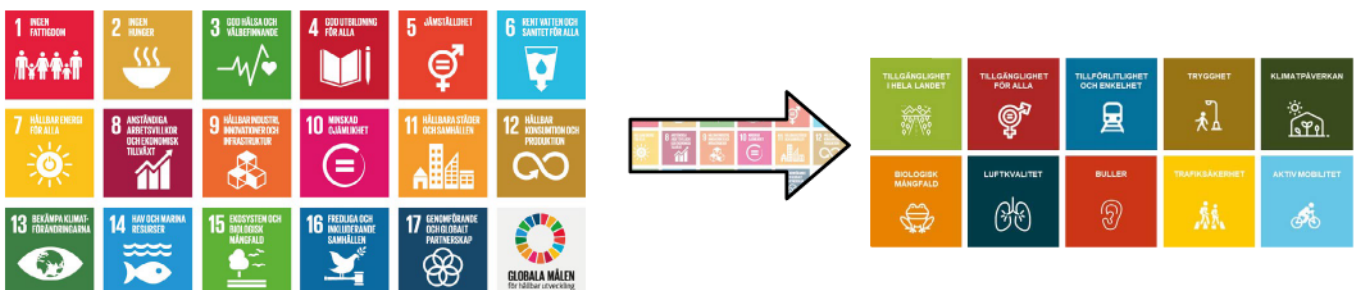 1 INGEN
FATTIGDOM
2 INGEN
HUNGER
3 GOD HÄLSA OCH
VÄLBEFINNANDE
4 GOD UTBILDNING
FÖR ALLA
5 JÄMSTÄLLDHET
6 RENT VATTEN OCH
SANITET FÖR ALLA
7 HÅLLBAR ENERGI
FÖR ALLA
8 ANSTÄNDIGA
ARBETSVILLKOR
OCH EKONOMISK
TILLVÄXT
9 HÅLLBAR INDUSTRI,
INNOVATIONER OCH
INFRASTRUKTUR
10 MINSKAD
OJÄMLIKHET
11 HÅLLBARA STÄDER
OCH SAMHÄLLEN
12 HÅLLBAR
KONSUMTION OCH
PRODUKTION
13 BEKÄMPA KLIMAT-
FÖRÄNDRINGARNA
14 HAV OCH MARINA
RESURSER
15 EKOSYSTEM OCH
BIOLOGISK
MÅNGFALD
16 FREDLIGA OCH
INKLUDERANDE
SAMHÄLLEN
17 GENOMFÖRANDE
OCH GLOBALT
PARTNERSKAP
GLOBALA MÅLEN
för hållbar utveckling
TILLGÄNGLIGHET
I HELA LANDET
TILLGÄNGLIGHET
FÖR ALLA
TILLFÖRLITLIGHET
OCH ENKELHET
TRYGGHET
KLIMATPÅVERKAN
BIOLOGISK
MÅNGFALD
LUFTKVALITET
BULLER
TRAFIKSÄKERHET
AKTIV MOBILITET